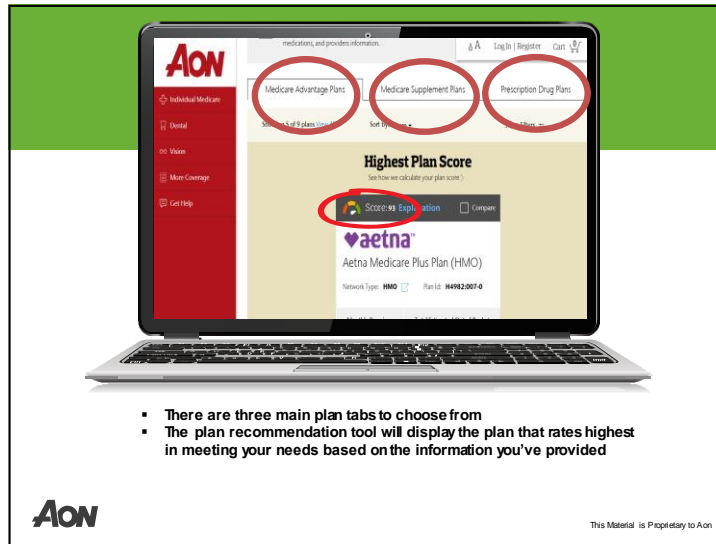 medications, and providers information.
A A Log In | Register Cart
AON
Medicare Advantage Plans Medicare Supplement Plans Prescription Drug Plans
Individual Medicare
of 9 plans
Sort by
Dental
Vision
More Coverage
Get Help
Highest Plan Score
See how we calculate your plan score :)
Score: 93 Explanation Compare
aetna™
Aetna Medicare Plus Plan (HMO)
Network Type: HMO Plan Id: H4982:007-0
▪ There are three main plan tabs to choose from
▪ The plan recommendation tool will display the plan that rates highest
in meeting your needs based on the information you've provided
AON
This Material is Proprietary to Aon